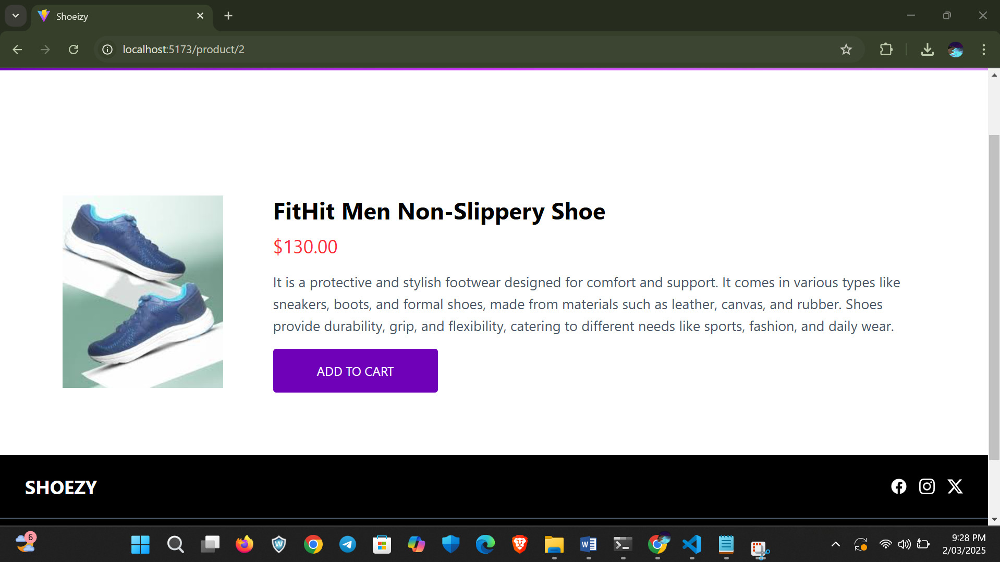 Shoeizy
localhost:5173/product/2
FitHit Men Non-Slippery Shoe
$130.00
It is a protective and stylish footwear designed for comfort and support. It comes in various types like
sneakers, boots, and formal shoes, made from materials such as leather, canvas, and rubber. Shoes
provide durability, grip, and flexibility, catering to different needs like sports, fashion, and daily wear.
ADD TO CART
SHOEZY
6
W
W
9:28 PM
2/03/2025